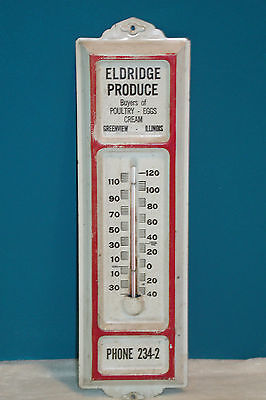 ELDRIDGE
PRODUCE
Buyers of
POULTRY - EGGS
CREAM
GREENVIEW - ILLINOIS
120
110
100
90
80
70
60
50
40
30
20
10
0
10
20
30
40
PHONE 234-2